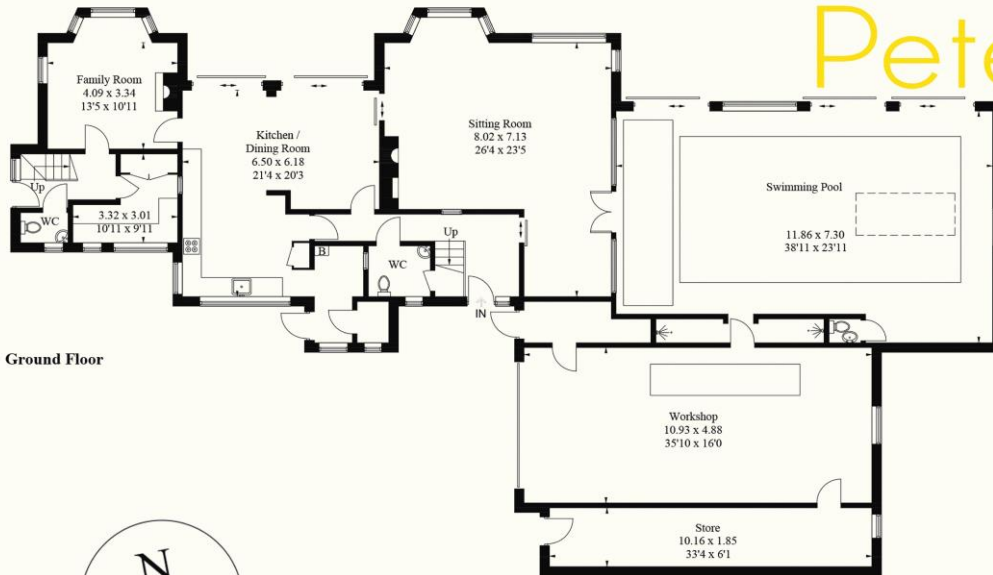 Pete
Family Room
4.09 x 3.34
13'5 x 10'11
Kitchen /
Dining Room
6.50 x 6.18
21'4 x 20'3
Sitting Room
8.02 x 7.13
26'4 x 23'5
Swimming Pool
11.86 x 7.30
38'11 x 23'11
Up
WC
3.32 x 3.01
10'11 x 9'11
B
WC
Up
IN
Ground Floor
Workshop
10.93 x 4.88
35'10 x 16'0
Store
10.16 x 1.85
33'4 x 6'1
N